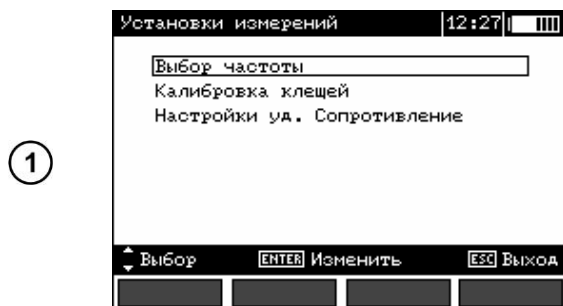 Установки измерений 12:27
Выбор частоты
Калибровка клещей
Настройки уд. Сопротивление
1
Выбор ENTER Изменить ESC Выход